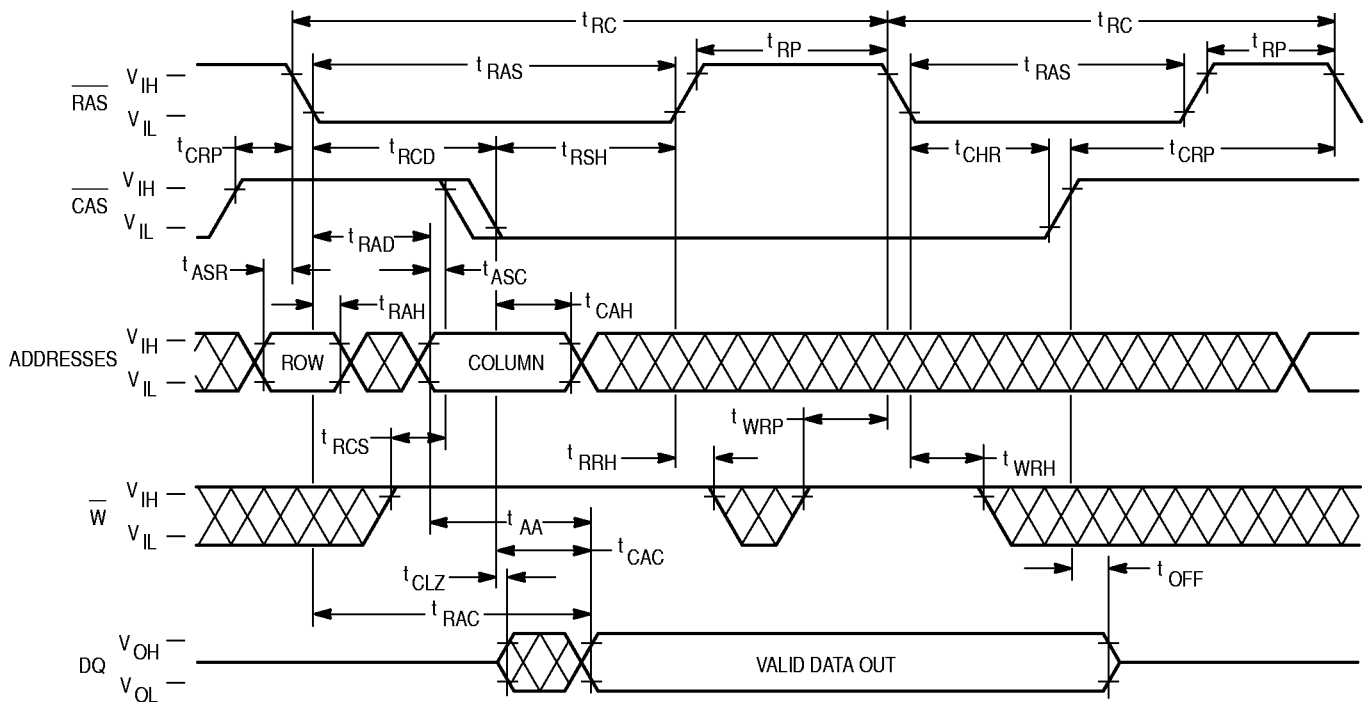 tRC tRC
tRP tRP
tRAS tRAS
RAS VIH
VIL
tCRP tRCD tRSH tCHR tCRP
CAS VIH
VIL
tRAD
tASR tASC
tRAH tCAH
ADDRESSES VIH
VIL
ROW COLUMN
tWRP
tRCS tRRH tWRH
W VIH
VIL
tAA
tCAC
tCLZ tOFF
tRAC
DQ VOH
VOL
VALID DATA OUT